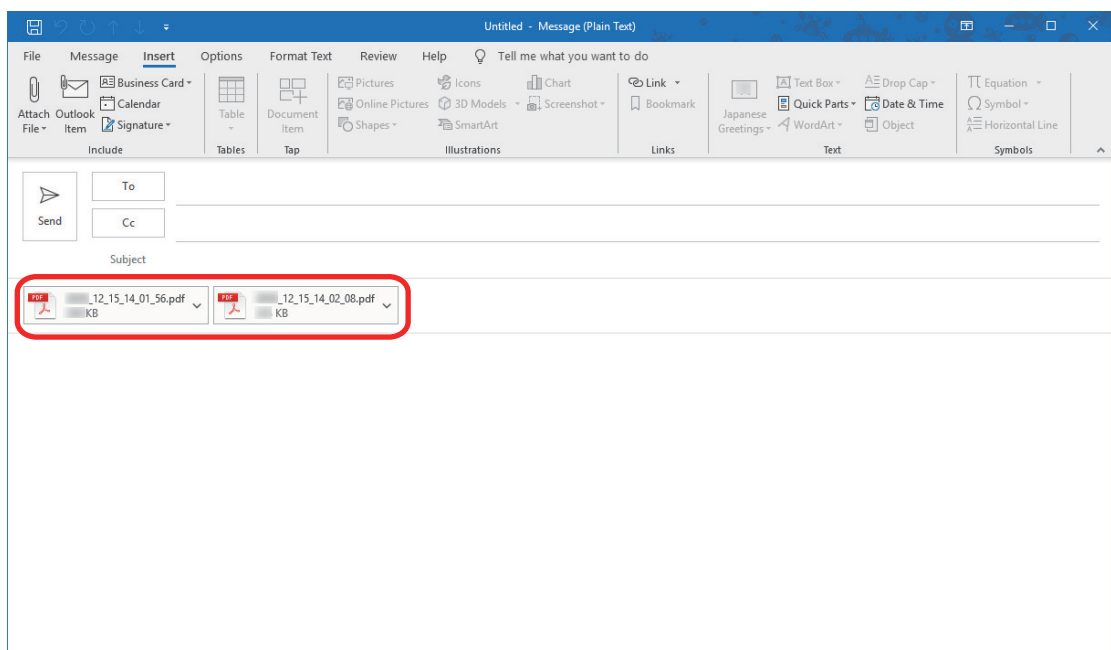 Untitled - Message (Plain Text)
File Message Insert Options Format Text Review Help Tell me what you want to do
Attach File Outlook Item Business Card Calendar Signature
Include
Table
Tables
Document Item
Tap
Pictures Online Pictures Shapes Icons 3D Models SmartArt Chart Screenshot
Illustrations
Link Bookmark
Links
Japanese Greetings Text Box Quick Parts WordArt Drop Cap Date & Time Object
Text
Equation Symbol Horizontal Line
Symbols
Send
To
Cc
Subject
PDF _12_15_14_01_56.pdf
KB
PDF _12_15_14_02_08.pdf
KB